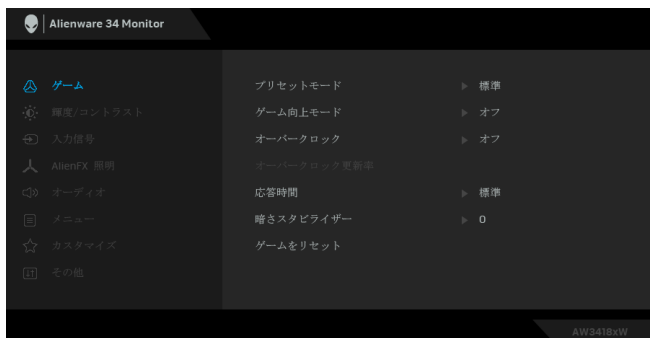 Alienware 34 Monitor
ゲーム
輝度/コントラスト
入力信号
AlienFX 照明
オーディオ
メニュー
カスタマイズ
その他
プリセットモード 標準
ゲーム向上モード オフ
オーバークロック オフ
オーバークロック更新率
応答時間 標準
暗さスタビライザー 0
ゲームをリセット
AW3418xW